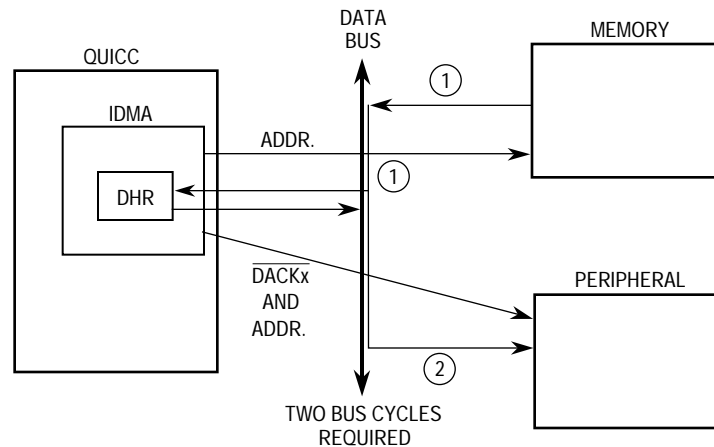 DATA
BUS
MEMORY
QUICC
1
IDMA
ADDR.
1
DHR
DACKx
AND
ADDR.
PERIPHERAL
2
TWO BUS CYCLES
REQUIRED